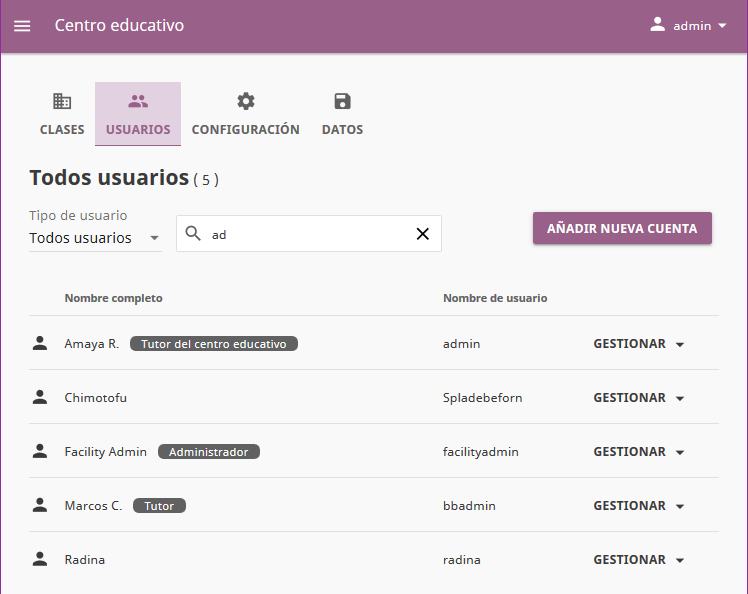 Centro educativo
admin
CLASES USUARIOS CONFIGURACIÓN DATOS
Todos usuarios ( 5 )
Tipo de usuario
Todos usuarios
ad
AÑADIR NUEVA CUENTA
Nombre completo Nombre de usuario
Amaya R. Tutor del centro educativo admin GESTIONAR
Chimotofu Spladebeforn GESTIONAR
Facility Admin Administrador facilityadmin GESTIONAR
Marcos C. Tutor bbadmin GESTIONAR
Radina radina GESTIONAR